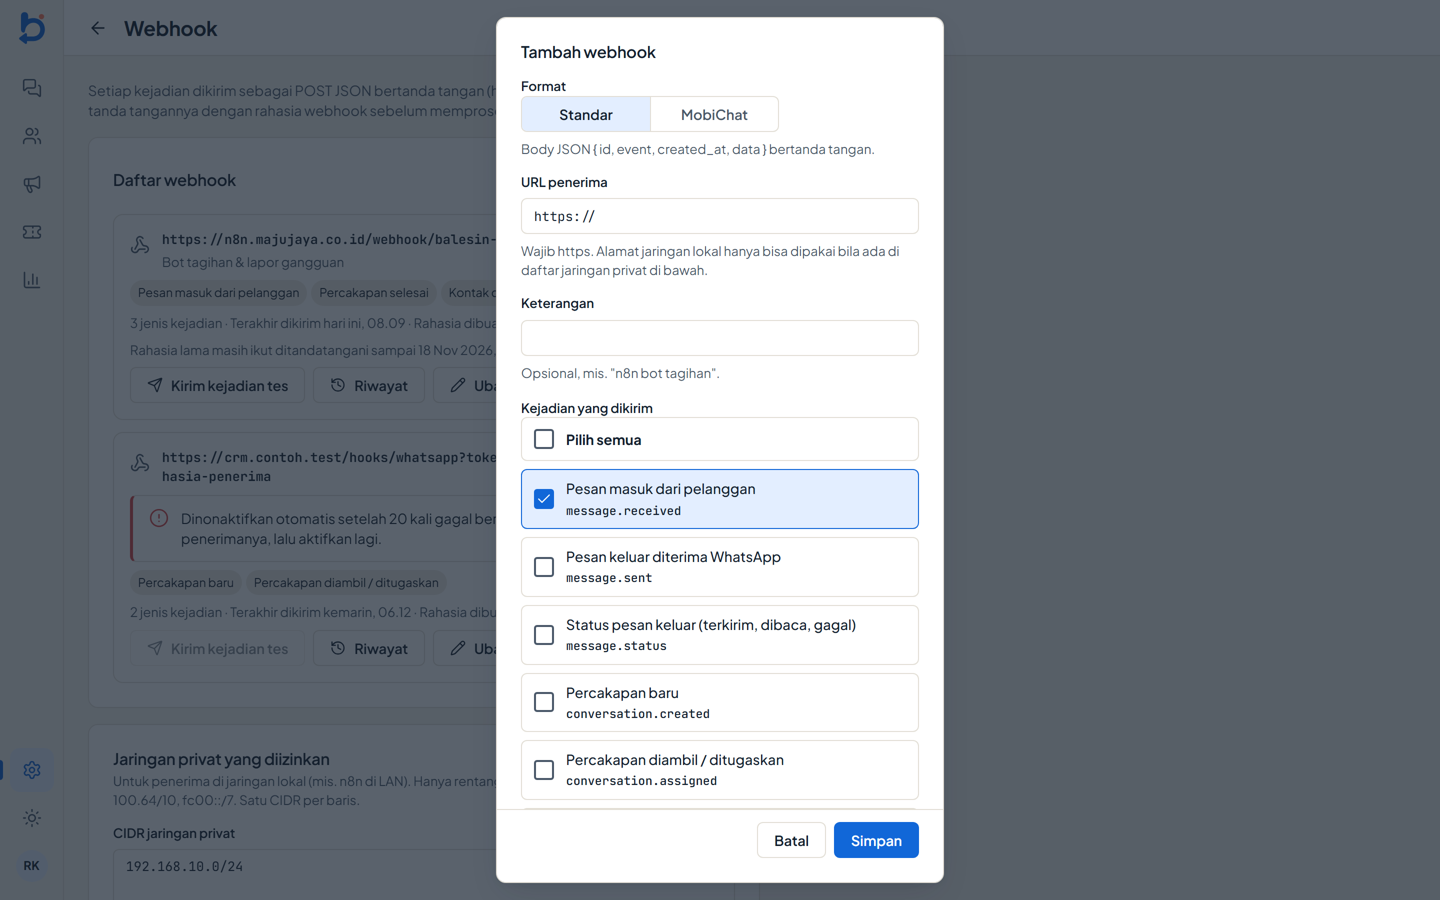 Webhook
Setiap kejadian dikirim sebagai POST JSON bertanda tangan
tanda tangannya dengan rahasia webhook sebelum
Daftar webhook
https://n8n.majujaya.co.id/webhook/balesin-
Bot tagihan & lapor gangguan
Pesan masuk dari pelanggan
Percakapan selesai
Kontak
3 jenis kejadian · Terakhir dikirim hari ini, 08.09 · Rahasia
Rahasia lama masih ikut ditandatangani sampai 18 Nov 2026,
Kirim kejadian tes
Riwayat
https://crm.contoh.test/hooks/whatsapp?toke
hasia-penerima
Dinonaktifkan otomatis setelah 20 kali gagal
penerimanya, lalu aktifkan lagi.
Percakapan baru
Percakapan diambil / ditugaskan
2 jenis kejadian · Terakhir dikirim kemarin, 06.12 · Rahasia
Kirim kejadian tes
Riwayat
Jaringan privat yang diizinkan
Untuk penerima di jaringan lokal (mis. n8n di LAN). Hanya
100.64/10, fc00::/7. Satu CIDR per baris.
CIDR jaringan privat
192.168.10.0/24
RK
Tambah webhook
Format
Standar
MobiChat
Body JSON { id, event, created_at, data } bertanda tangan.
URL penerima
https://
Wajib https. Alamat jaringan lokal hanya bisa dipakai bila ada di
daftar jaringan privat di bawah.
Keterangan
Opsional, mis. "n8n bot tagihan".
Kejadian yang dikirim
Pilih semua
Pesan masuk dari pelanggan
message.received
Pesan keluar diterima WhatsApp
message.sent
Status pesan keluar (terkirim, dibaca, gagal)
message.status
Percakapan baru
conversation.created
Percakapan diambil / ditugaskan
conversation.assigned
Batal
Simpan